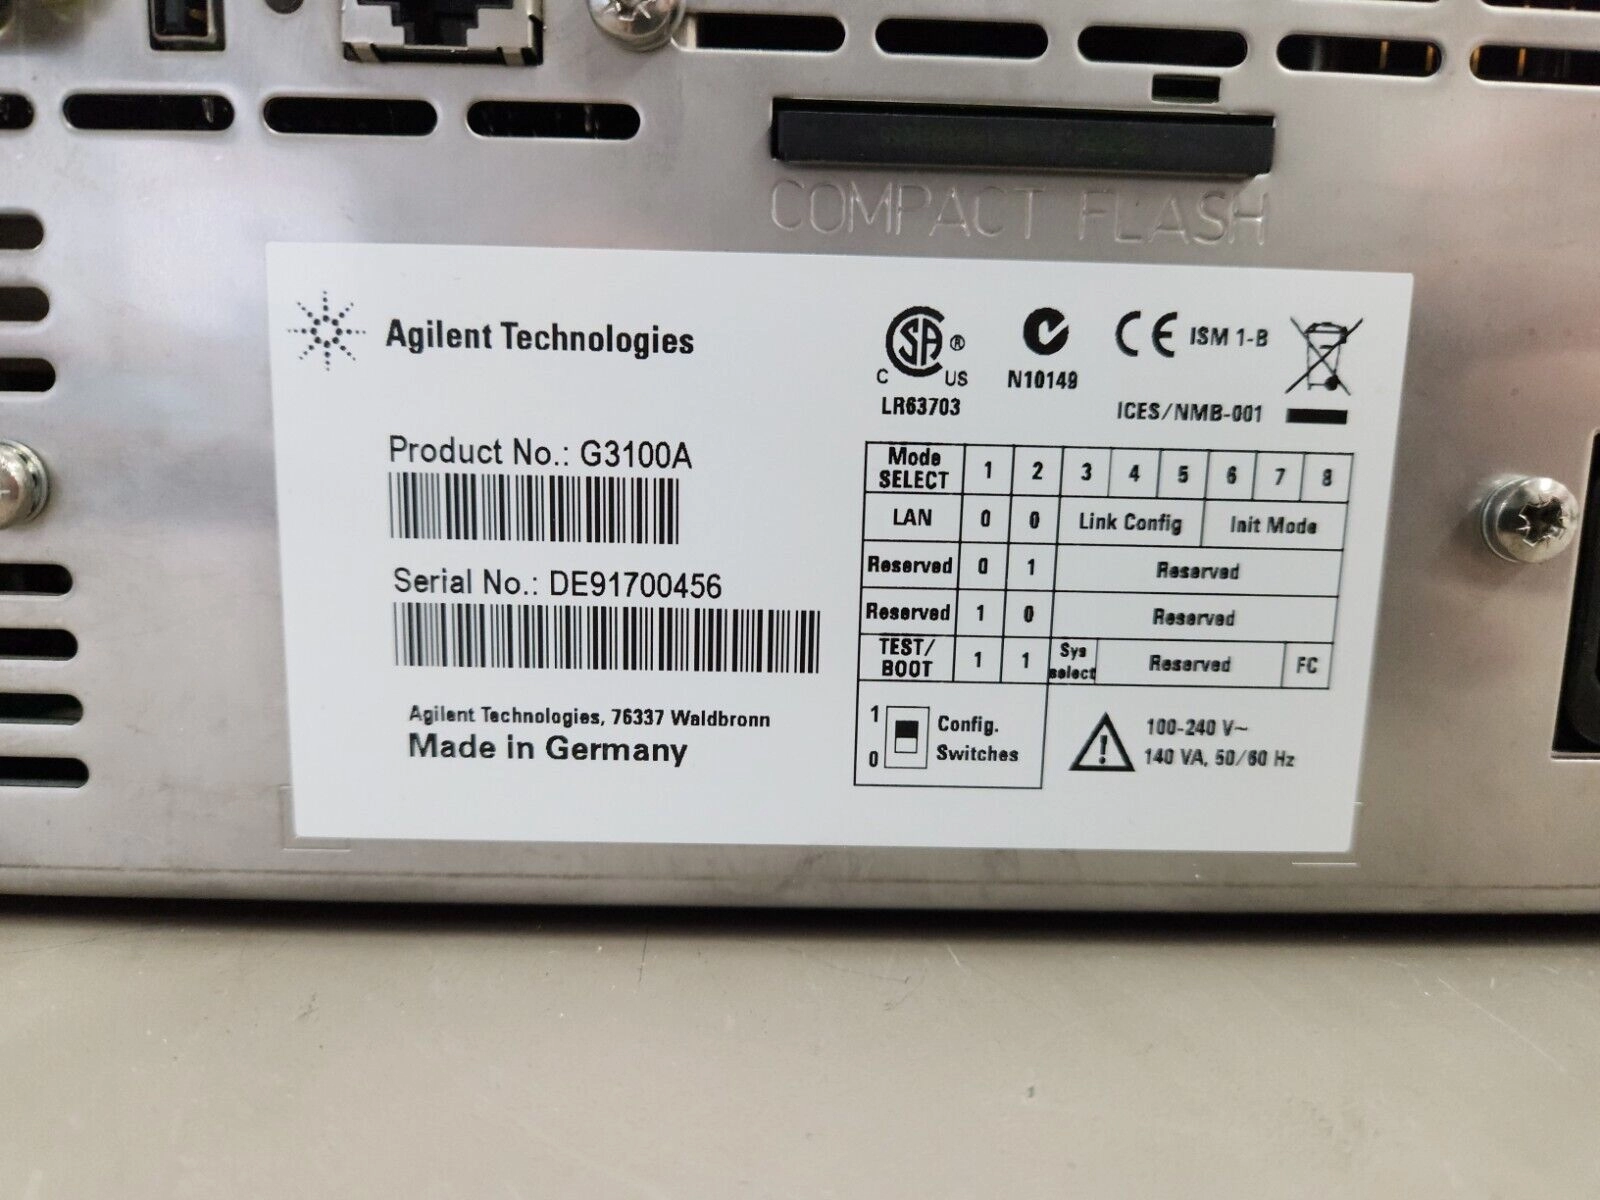 COMPACT FLASH
Agilent Technologies
Product No.: G3100A
Serial No.: DE91700456
Agilent Technologies, 76337 Waldbronn
Made in Germany
CSA ®
C US
LR63703
N10149
CE ISM 1-B
ICES/NMB-001
Mode SELECT 1 2 3 4 5 6 7 8
LAN 0 0 Link Config Init Mode
Reserved 0 1 Reserved
Reserved 1 0 Reserved
TEST/BOOT 1 1 Sys select Reserved FC
1
0
Config.
Switches
100-240 V~
140 VA, 50/60 Hz